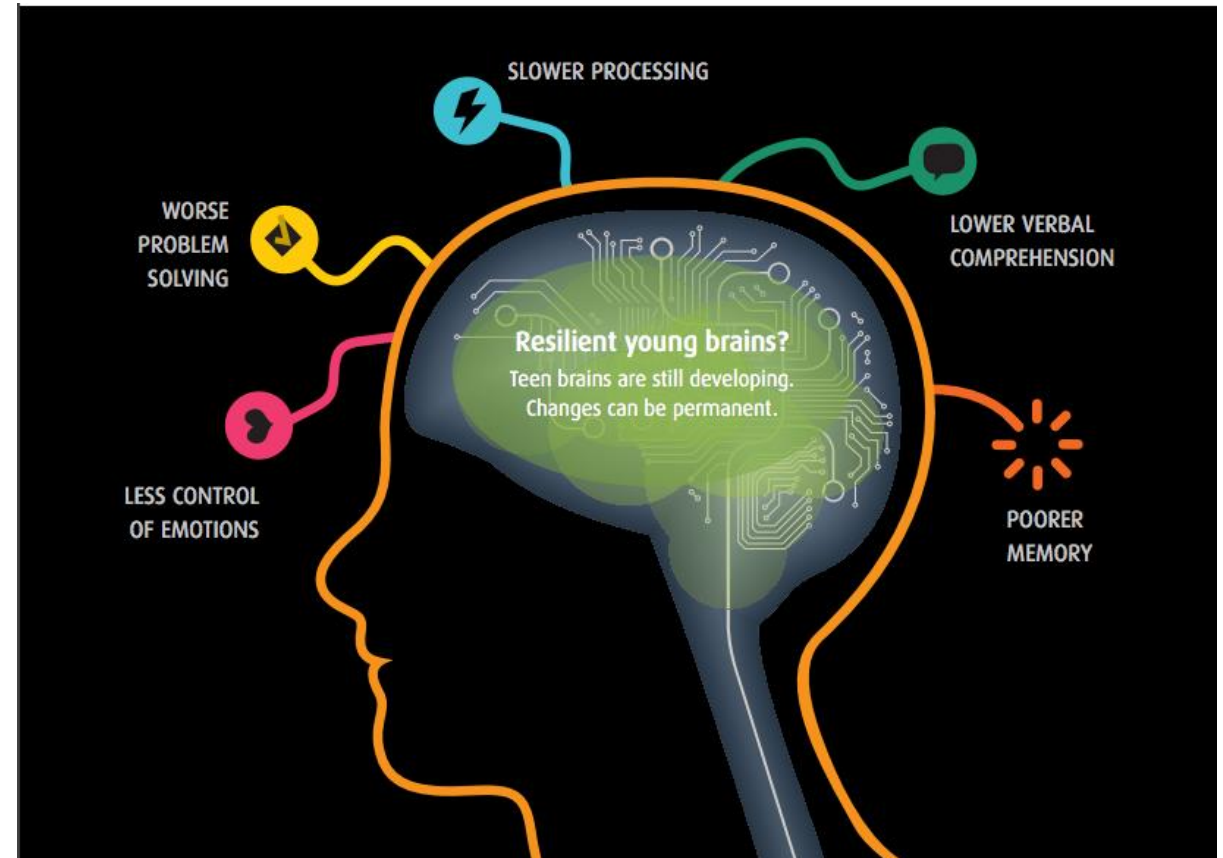 SLOWER PROCESSING
WORSE
PROBLEM
SOLVING
LOWER VERBAL
COMPREHENSION
Resilient young brains?
Teen brains are still developing.
Changes can be permanent.
LESS CONTROL
OF EMOTIONS
POORER
MEMORY